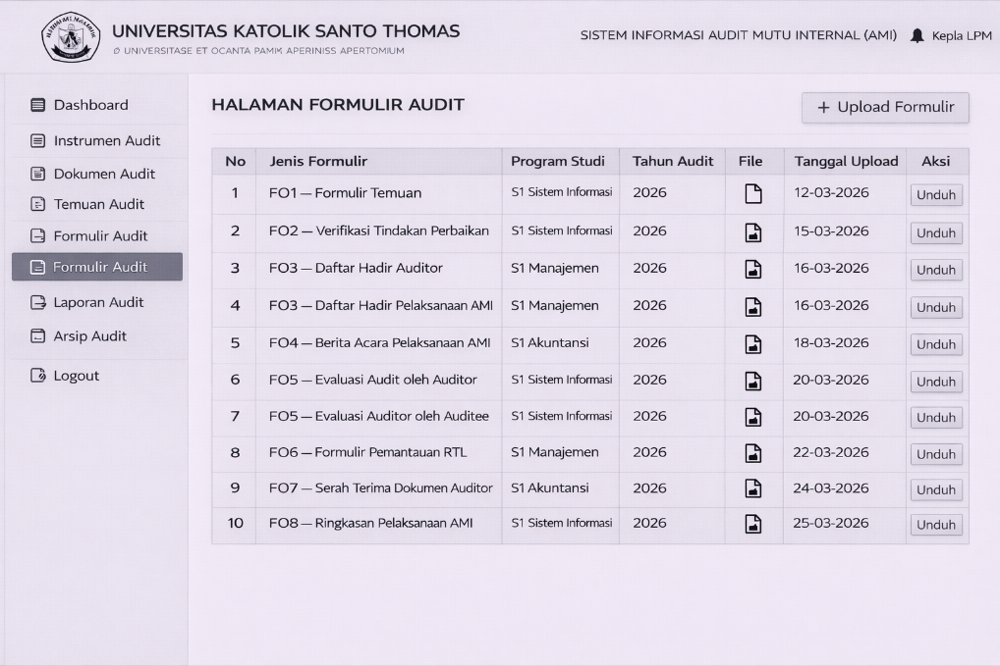 UNIVERSITAS KATOLIK SANTO THOMAS
UNIVERSITASE ET OCANTA PAMIK APERINISS APERTOMIUM
SISTEM INFORMASI AUDIT MUTU INTERNAL (AMI) Kepla LPM
Dashboard
Instrumen Audit
Dokumen Audit
Temuan Audit
Formulir Audit
Formulir Audit
Laporan Audit
Arsip Audit
Logout
HALAMAN FORMULIR AUDIT
+ Upload Formulir
No Jenis Formulir Program Studi Tahun Audit File Tanggal Upload Aksi
1 FO1 — Formulir Temuan S1 Sistem Informasi 2026 12-03-2026 Unduh
2 FO2 — Verifikasi Tindakan Perbaikan S1 Sistem Informasi 2026 15-03-2026 Unduh
3 FO3 — Daftar Hadir Auditor S1 Manajemen 2026 16-03-2026 Unduh
4 FO3 — Daftar Hadir Pelaksanaan AMI S1 Manajemen 2026 16-03-2026 Unduh
5 FO4 — Berita Acara Pelaksanaan AMI S1 Akuntansi 2026 18-03-2026 Unduh
6 FO5 — Evaluasi Audit oleh Auditor S1 Sistem Informasi 2026 20-03-2026 Unduh
7 FO5 — Evaluasi Auditor oleh Auditee S1 Sistem Informasi 2026 20-03-2026 Unduh
8 FO6 — Formulir Pemantauan RTL S1 Manajemen 2026 22-03-2026 Unduh
9 FO7 — Serah Terima Dokumen Auditor S1 Akuntansi 2026 24-03-2026 Unduh
10 FO8 — Ringkasan Pelaksanaan AMI S1 Sistem Informasi 2026 25-03-2026 Unduh